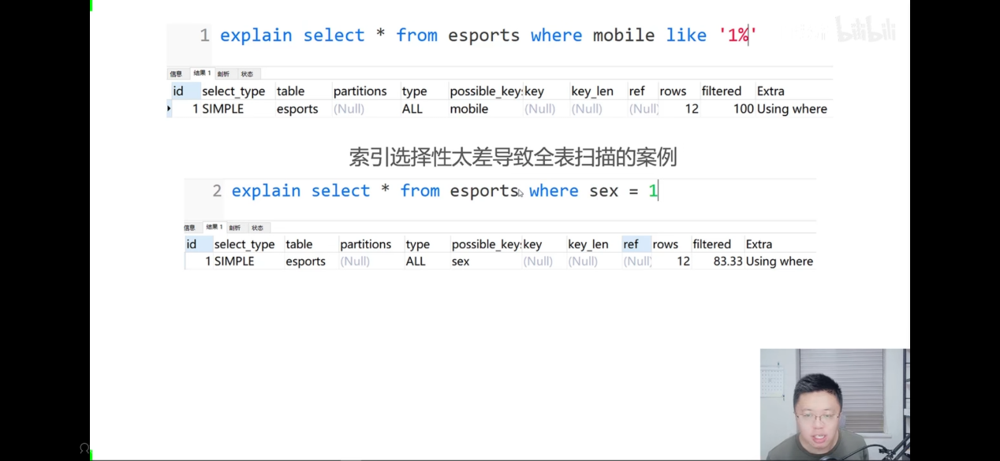 bilibili
1 explain select * from esports where mobile like '1%'
信息 结果 1 剖析 状态
id select_type table partitions type possible_key: key key_len ref rows filtered Extra
1 SIMPLE esports (Null) ALL mobile (Null) (Null) (Null) 12 100 Using where
索引选择性太差导致全表扫描的案例
2 explain select * from esports where sex = 1
信息 结果 1 剖析 状态
id select_type table partitions type possible_key: key key_len ref rows filtered Extra
1 SIMPLE esports (Null) ALL sex (Null) (Null) (Null) 12 83.33 Using where